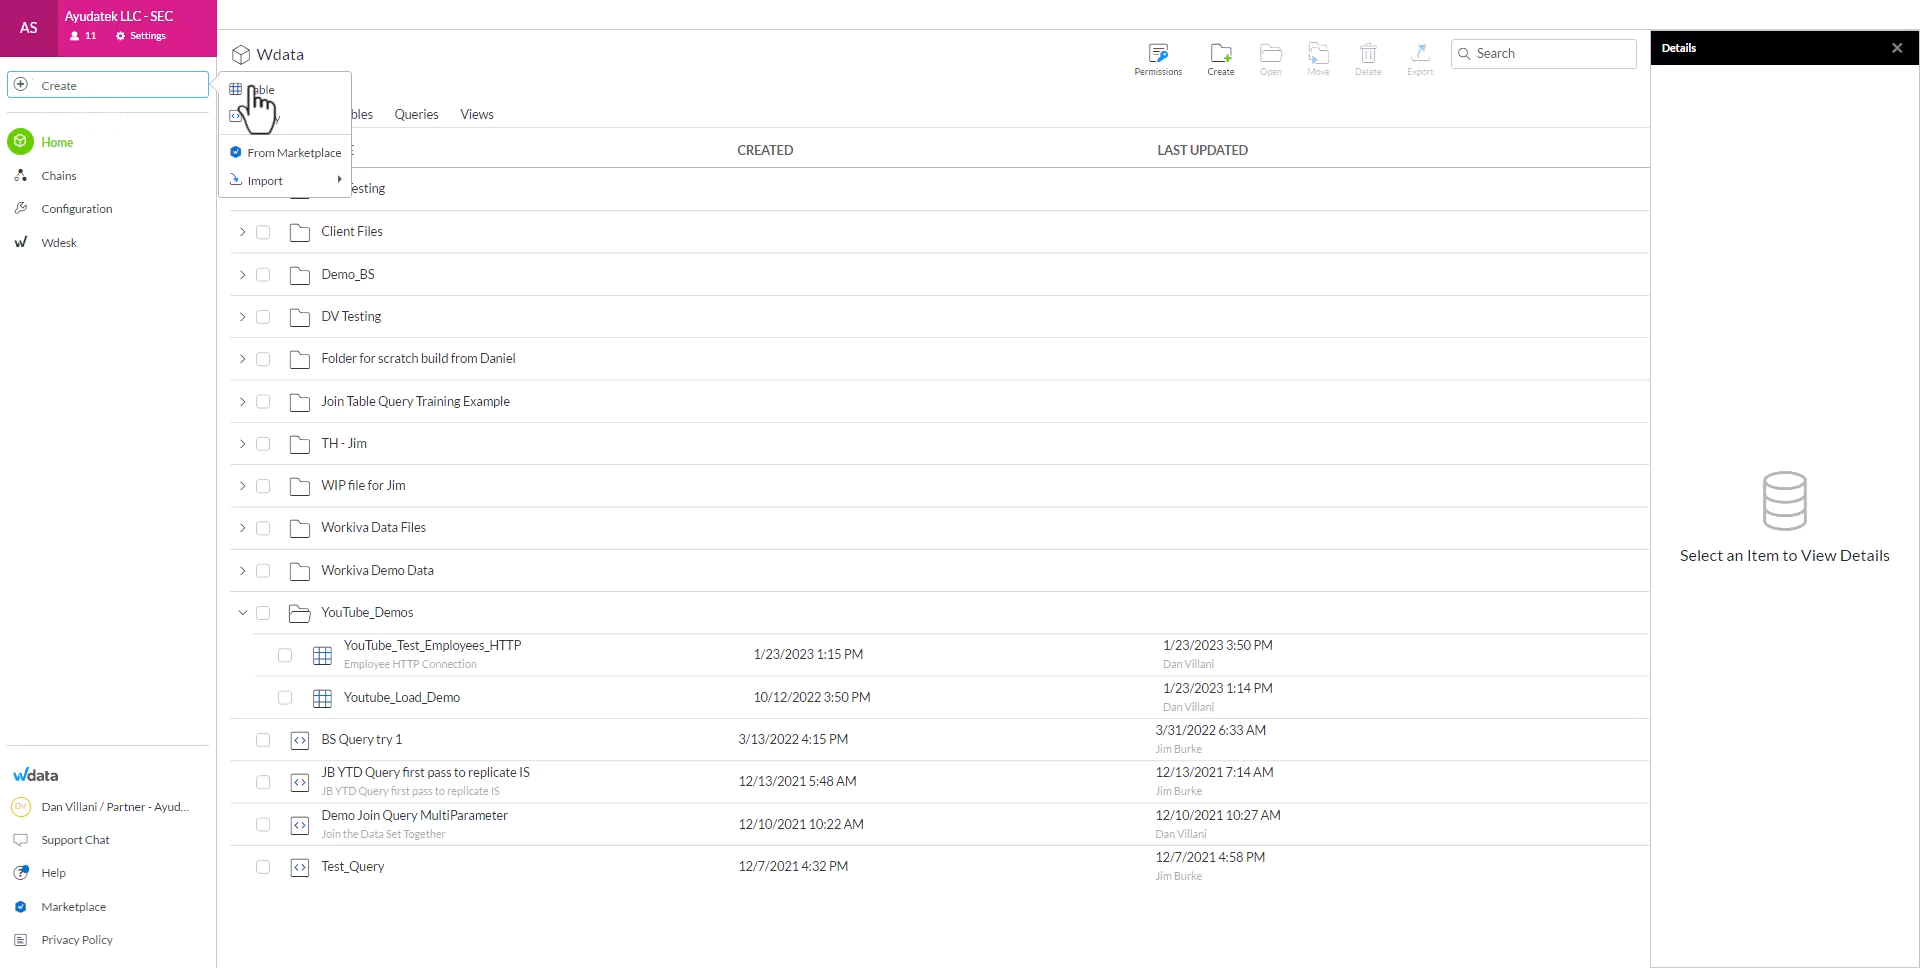 AS
Ayudatek LLC - SEC
11 Settings
Create
Home
Chains
Configuration
Wdesk
From Marketplace
Import
Wdata
Permissions
Create
Open
Move
Delete
Export
Search
Queries
Views
CREATED
LAST UPDATED
Client Files
Demo_BS
DV Testing
Folder for scratch build from Daniel
Join Table Query Training Example
TH - Jim
WIP file for Jim
Workiva Data Files
Workiva Demo Data
YouTube_Demos
YouTube_Test_Employees_HTTP 1/23/2023 1:15 PM 1/23/2023 3:50 PM
Employee HTTP Connection Dan Villani
Youtube_Load_Demo 10/12/2022 3:50 PM 1/23/2023 1:14 PM
Dan Villani
BS Query try 1 3/13/2022 4:15 PM 3/31/2022 6:33 AM
Jim Burke
JB YTD Query first pass to replicate IS 12/13/2021 5:48 AM 12/13/2021 7:14 AM
JB YTD Query first pass to replicate IS Jim Burke
Demo Join Query MultiParameter 12/10/2021 10:22 AM 12/10/2021 10:27 AM
Join the Data Set Together Dan Villani
Test_Query 12/7/2021 4:32 PM 12/7/2021 4:58 PM
Jim Burke
Details
Select an Item to View Details
wdata
DV Dan Villani / Partner - Ayud...
Support Chat
Help
Marketplace
Privacy Policy